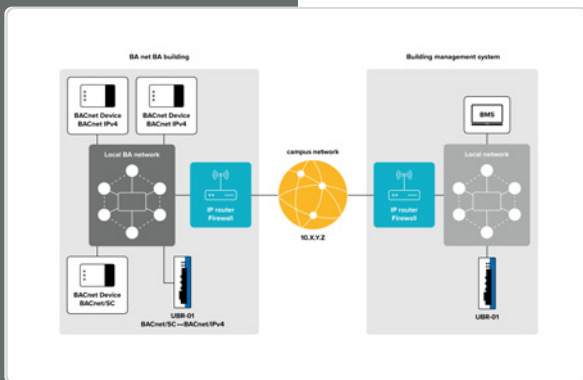 BA net BA building
BACnet Device
BACnet IPv4
BACnet Device
BACnet IPv4
Local BA network
IP router
Firewall
BACnet Device
BACnet/SC
UBR-01
BACnet/SC—BACnet/IPv4
campus network
10.X.Y.Z
Building management system
BMS
IP router
Firewall
Local network
UBR-01